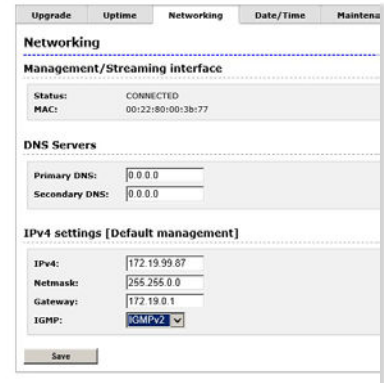 Upgrade Uptime Networking Date/Time Maintena
Networking
Management/Streaming interface
Status: CONNECTED
MAC: 00:22:80:00:3b:77
DNS Servers
Primary DNS: 0.0.0.0
Secondary DNS: 0.0.0.0
IPv4 settings [Default management]
IPv4: 172.19.99.87
Netmask: 255.255.0.0
Gateway: 172.19.0.1
IGMP: IGMPv2
Save